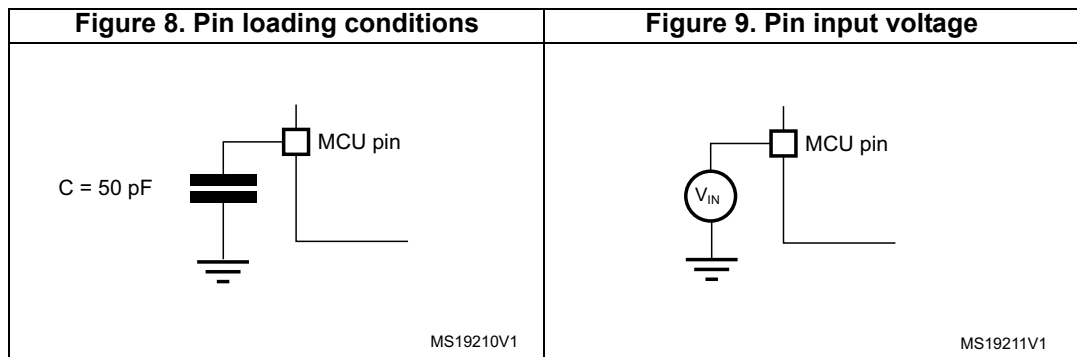 Figure 8. Pin loading conditions
Figure 9. Pin input voltage
MCU pin
C = 50 pF
MS19210V1
MCU pin
VIN
MS19211V1